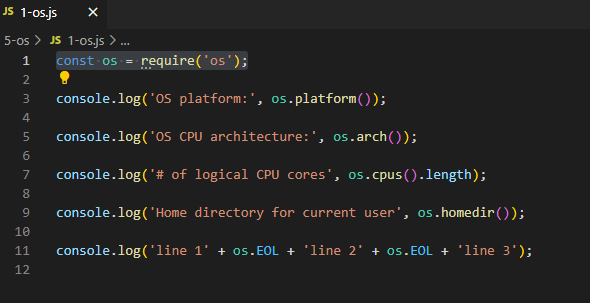 JS 1-os.js ×
5-os > JS 1-os.js > ...
1 const os = require('os');
2
3 console.log('OS platform:', os.platform());
4
5 console.log('OS CPU architecture:', os.arch());
6
7 console.log('# of logical CPU cores', os.cpus().length);
8
9 console.log('Home directory for current user', os.homedir());
10
11 console.log('line 1' + os.EOL + 'line 2' + os.EOL + 'line 3');
12